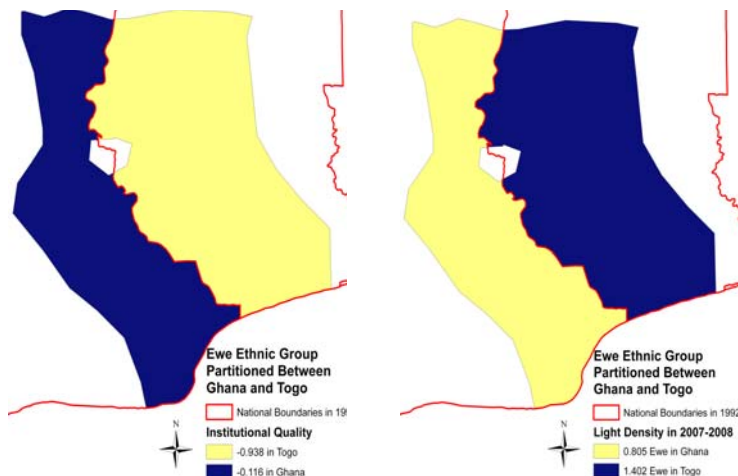 Ewe Ethnic Group
Partitioned Between
Ghana and Togo
National Boundaries in
Institutional Quality
-0.938 in Togo
-0.116 in Ghana
N
Ewe Ethnic Group
Partitioned Between
Ghana and Togo
National Boundaries in 1992
Light Density in 2007-2008
0.805 Ewe in Ghana
1.402 Ewe in Togo
N